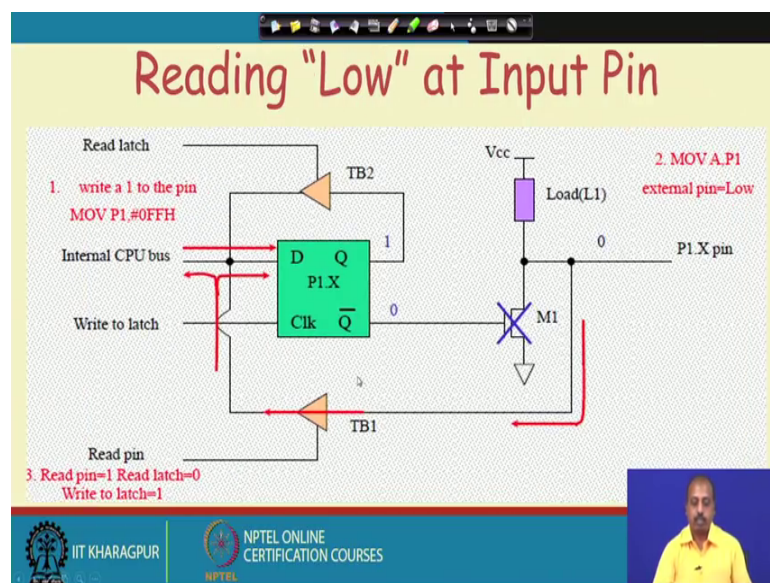 Reading "Low" at Input Pin
Read latch
TB2
Vcc
2. MOV A,P1
1. write a 1 to the pin
external pin=Low
MOV P1,#0FFH
Load(L1)
Internal CPU bus
D Q
1
0
P1.X pin
P1.X
Write to latch
Clk Q̅
0
M1
TB1
Read pin
3. Read pin=1 Read latch=0
Write to latch=1
IIT KHARAGPUR
NPTEL ONLINE
CERTIFICATION COURSES
NPTEL